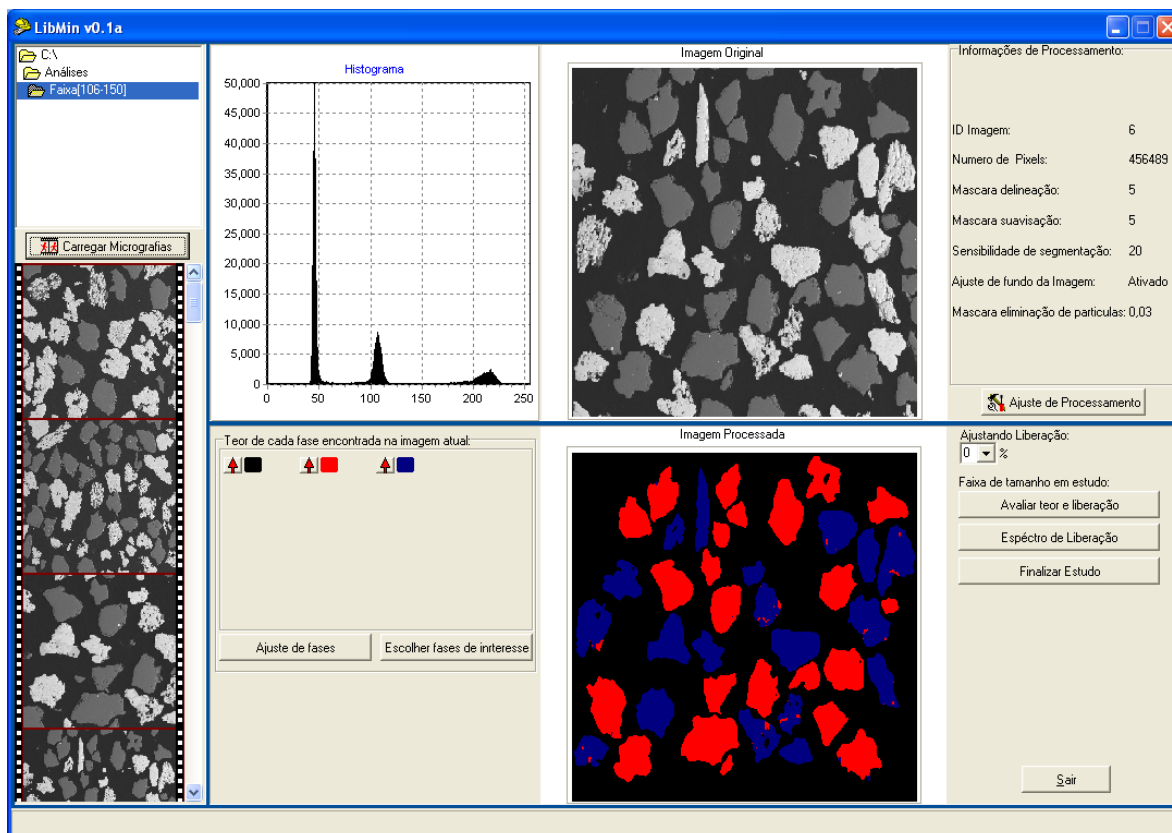 LibMin v0.1a
C:\
Análises
Faixa[106-150]
Carregar Micrografias
Histograma
50,000
45,000
40,000
35,000
30,000
25,000
20,000
15,000
10,000
5,000
0
0 50 100 150 200 250
Imagem Original
Informações de Processamento:
ID Imagem: 6
Numero de Pixels: 456489
Mascara delineação: 5
Mascara suavisação: 5
Sensibilidade de segmentação: 20
Ajuste de fundo da Imagem: Ativado
Mascara eliminação de particulas: 0,03
Ajuste de Processamento
Teor de cada fase encontrada na imagem atual:
Ajuste de fases
Escolher fases de inrteresse
Imagem Processada
Ajustando Liberação:
0 %
Faixa de tamanho em estudo:
Avaliar teor e liberação
Espéctro de Liberação
Finalizar Estudo
Sair